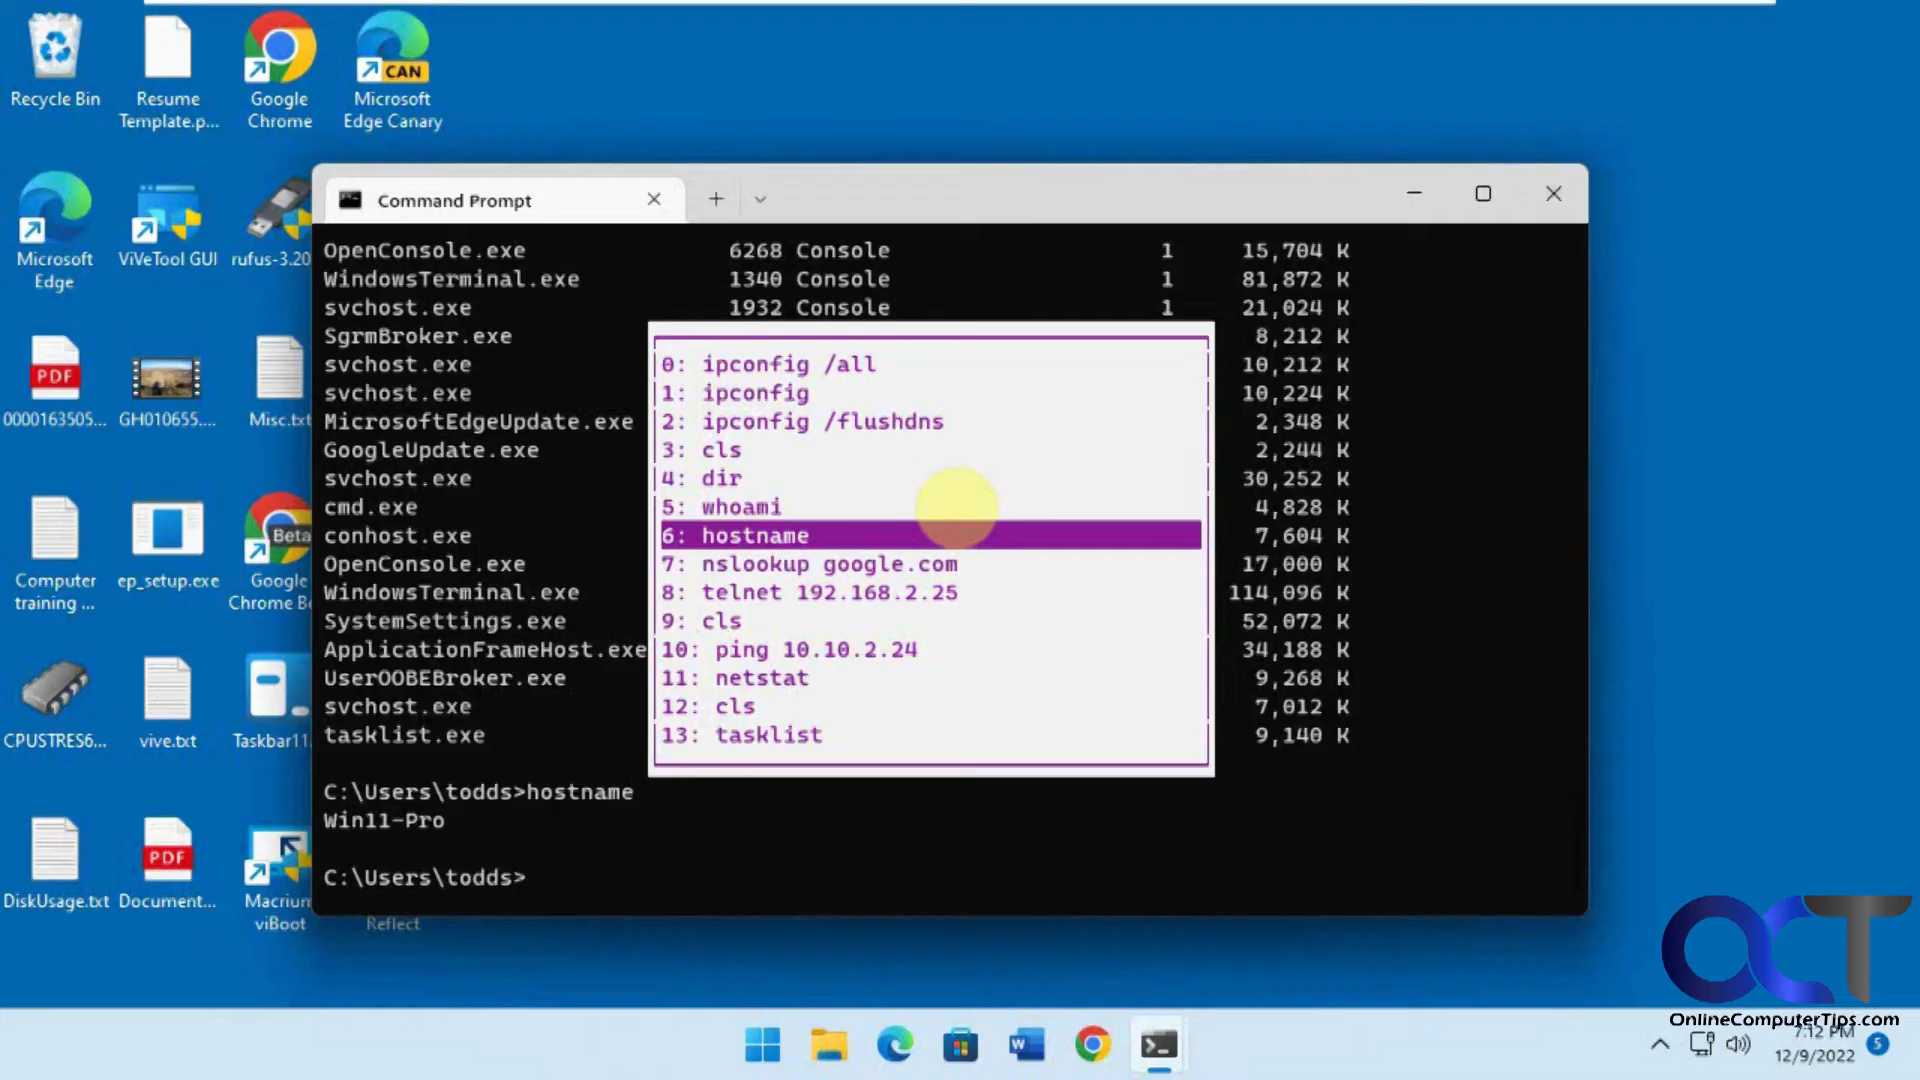 Recycle Bin
Resume
Template.p...
Google
Chrome
CAN
Microsoft
Edge Canary
Microsoft
Edge
ViVeTool GUI
rufus-3.20
PDF
0000163505...
GH010655....
Misc.txt
Computer
training ...
ep_setup.exe
Beta
Google
Chrome Be
CPUSTRES6...
vive.txt
Taskbar11.
DiskUsage.txt
PDF
Document...
Macrium
viBoot
Reflect
Command Prompt
OpenConsole.exe 6268 Console 1 15,704 K
WindowsTerminal.exe 1340 Console 1 81,872 K
svchost.exe 1932 Console 1 21,024 K
SgrmBroker.exe 8,212 K
svchost.exe 10,212 K
svchost.exe 10,224 K
MicrosoftEdgeUpdate.exe 2,348 K
GoogleUpdate.exe 2,244 K
svchost.exe 30,252 K
cmd.exe 4,828 K
conhost.exe 7,604 K
OpenConsole.exe 17,000 K
WindowsTerminal.exe 114,096 K
SystemSettings.exe 52,072 K
ApplicationFrameHost.exe 34,188 K
UserOOBEBroker.exe 9,268 K
svchost.exe 7,012 K
tasklist.exe 9,140 K
0: ipconfig /all
1: ipconfig
2: ipconfig /flushdns
3: cls
4: dir
5: whoami
6: hostname
7: nslookup google.com
8: telnet 192.168.2.25
9: cls
10: ping 10.10.2.24
11: netstat
12: cls
13: tasklist
C:\Users\todds>hostname
Win11-Pro
C:\Users\todds>
OCT
OnlineComputerTips.com
W
7:12 PM
12/9/2022
5